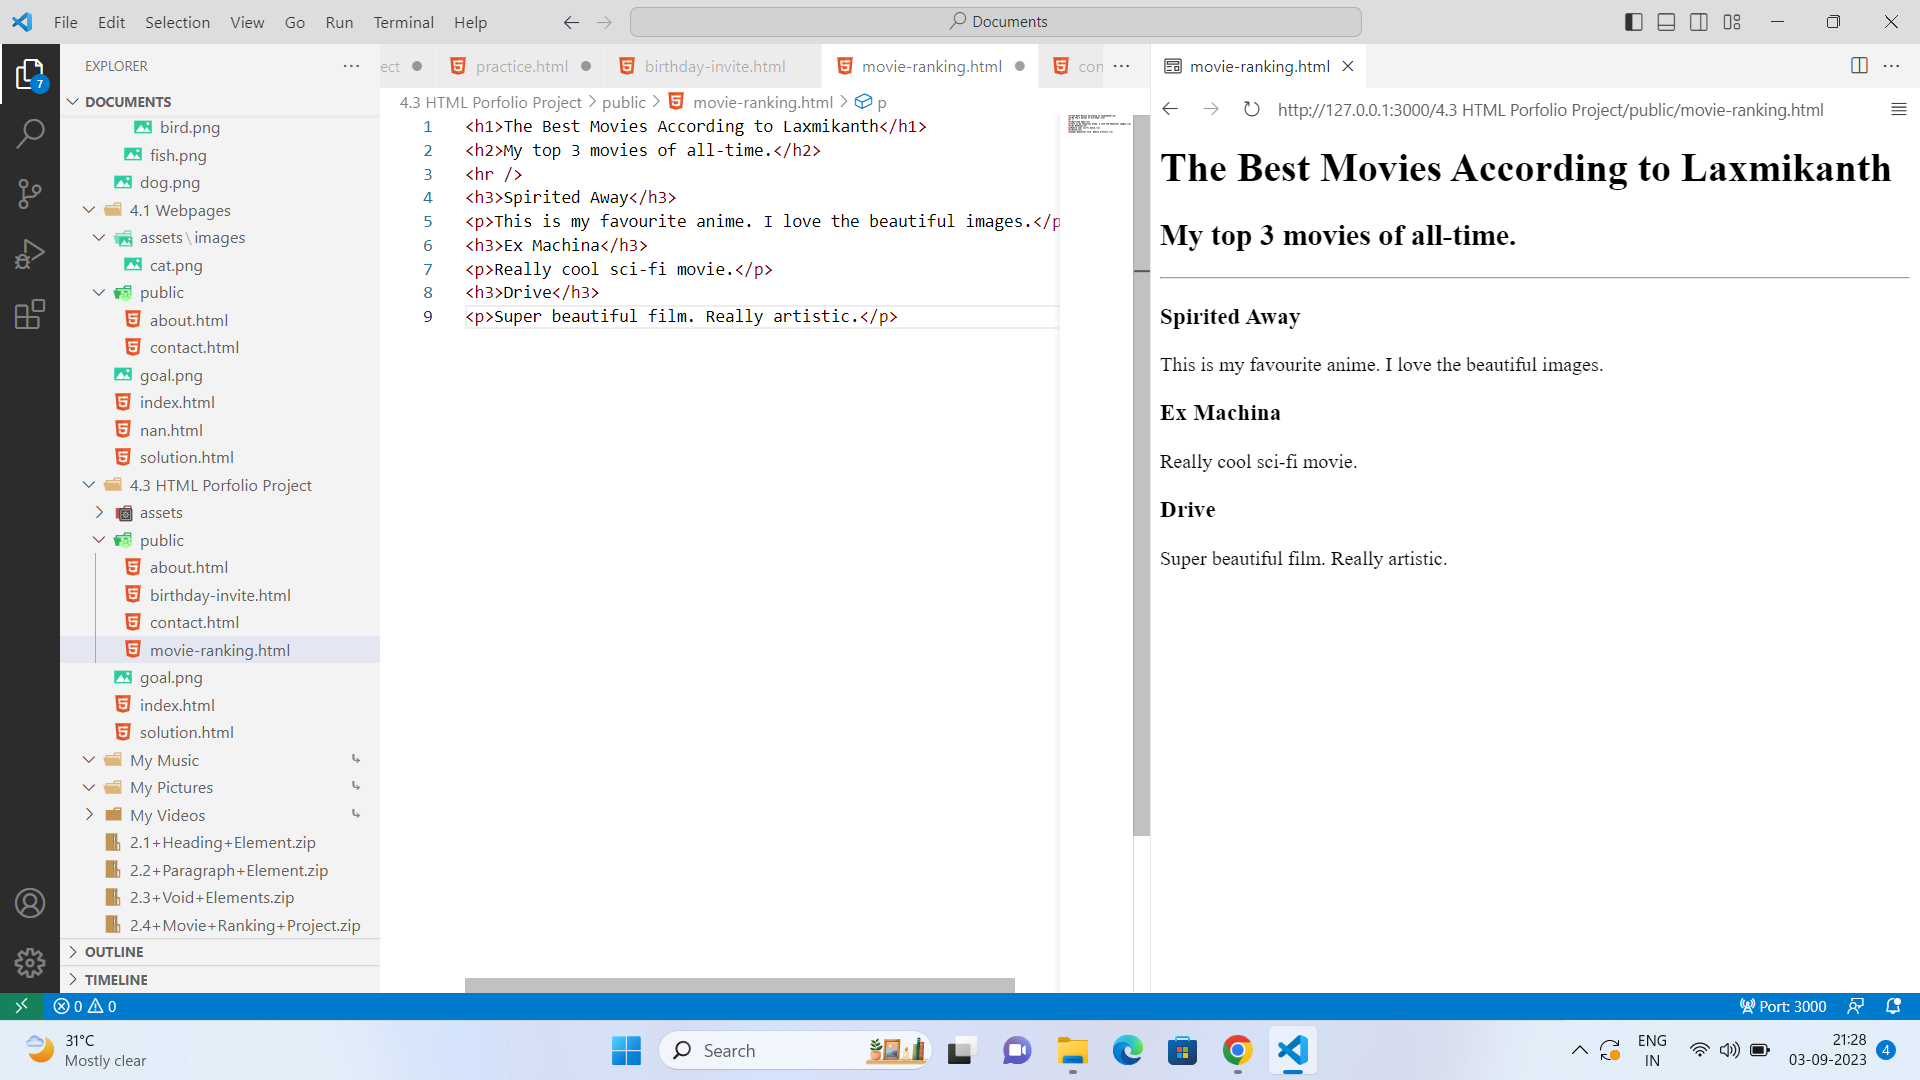 File Edit Selection View Go Run Terminal Help
Documents
EXPLORER
DOCUMENTS
bird.png
fish.png
dog.png
4.1 Webpages
assets\images
cat.png
public
about.html
contact.html
goal.png
index.html
nan.html
solution.html
4.3 HTML Porfolio Project
assets
public
about.html
birthday-invite.html
contact.html
movie-ranking.html
goal.png
index.html
solution.html
My Music
My Pictures
My Videos
2.1+Heading+Element.zip
2.2+Paragraph+Element.zip
2.3+Void+Elements.zip
2.4+Movie+Ranking+Project.zip
OUTLINE
TIMELINE
7
ect practice.html birthday-invite.html movie-ranking.html con
4.3 HTML Porfolio Project > public > movie-ranking.html > p
1 <h1>The Best Movies According to Laxmikanth</h1>
2 <h2>My top 3 movies of all-time.</h2>
3 <hr />
4 <h3>Spirited Away</h3>
5 <p>This is my favourite anime. I love the beautiful images.</p
6 <h3>Ex Machina</h3>
7 <p>Really cool sci-fi movie.</p>
8 <h3>Drive</h3>
9 <p>Super beautiful film. Really artistic.</p>
movie-ranking.html
http://127.0.0.1:3000/4.3 HTML Porfolio Project/public/movie-ranking.html
The Best Movies According to Laxmikanth
My top 3 movies of all-time.
Spirited Away
This is my favourite anime. I love the beautiful images.
Ex Machina
Really cool sci-fi movie.
Drive
Super beautiful film. Really artistic.
0 0
Port: 3000
31°C
Mostly clear
Search
ENG
IN
21:28
03-09-2023
4